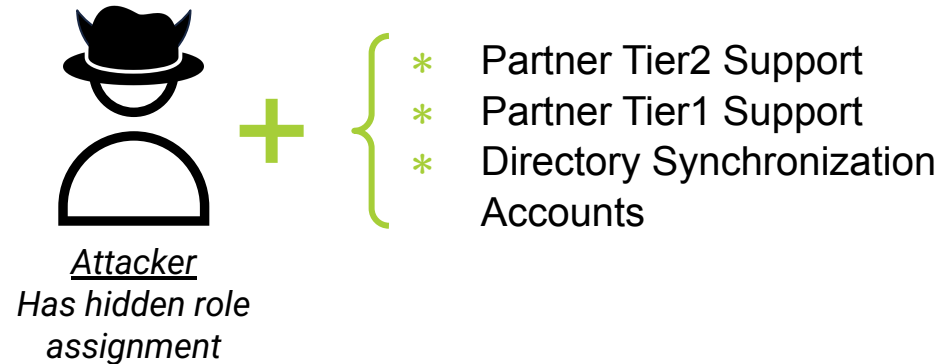 * Partner Tier2 Support
* Partner Tier1 Support
* Directory Synchronization
Accounts
Attacker
Has hidden role
assignment